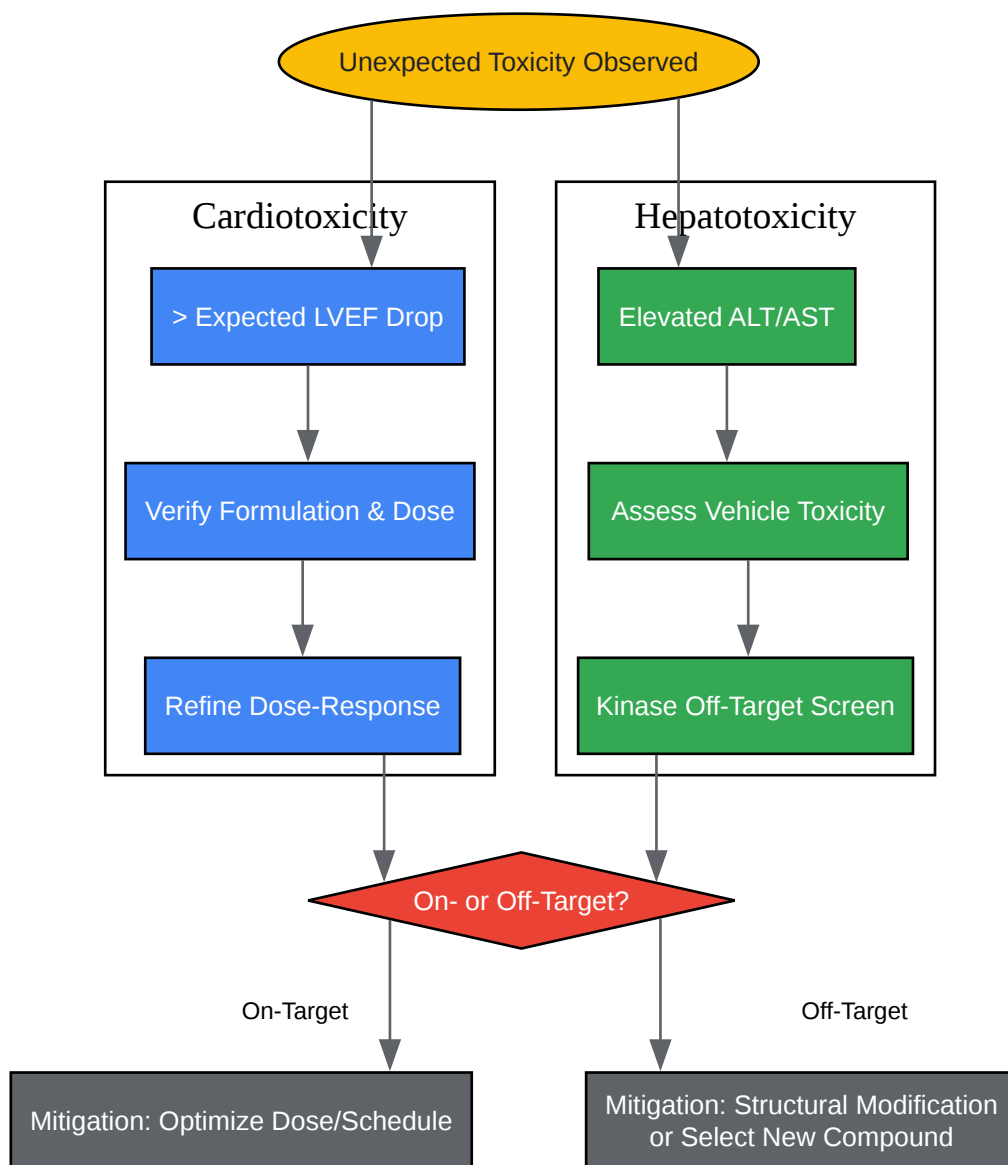 Unexpected Toxicity Observed
Cardiotoxicity
Hepatotoxicity
> Expected LVEF Drop
Elevated ALT/AST
Verify Formulation & Dose
Assess Vehicle Toxicity
Refine Dose-Response
Kinase Off-Target Screen
On- or Off-Target?
On-Target
Off-Target
Mitigation: Optimize Dose/Schedule
Mitigation: Structural Modification
or Select New Compound